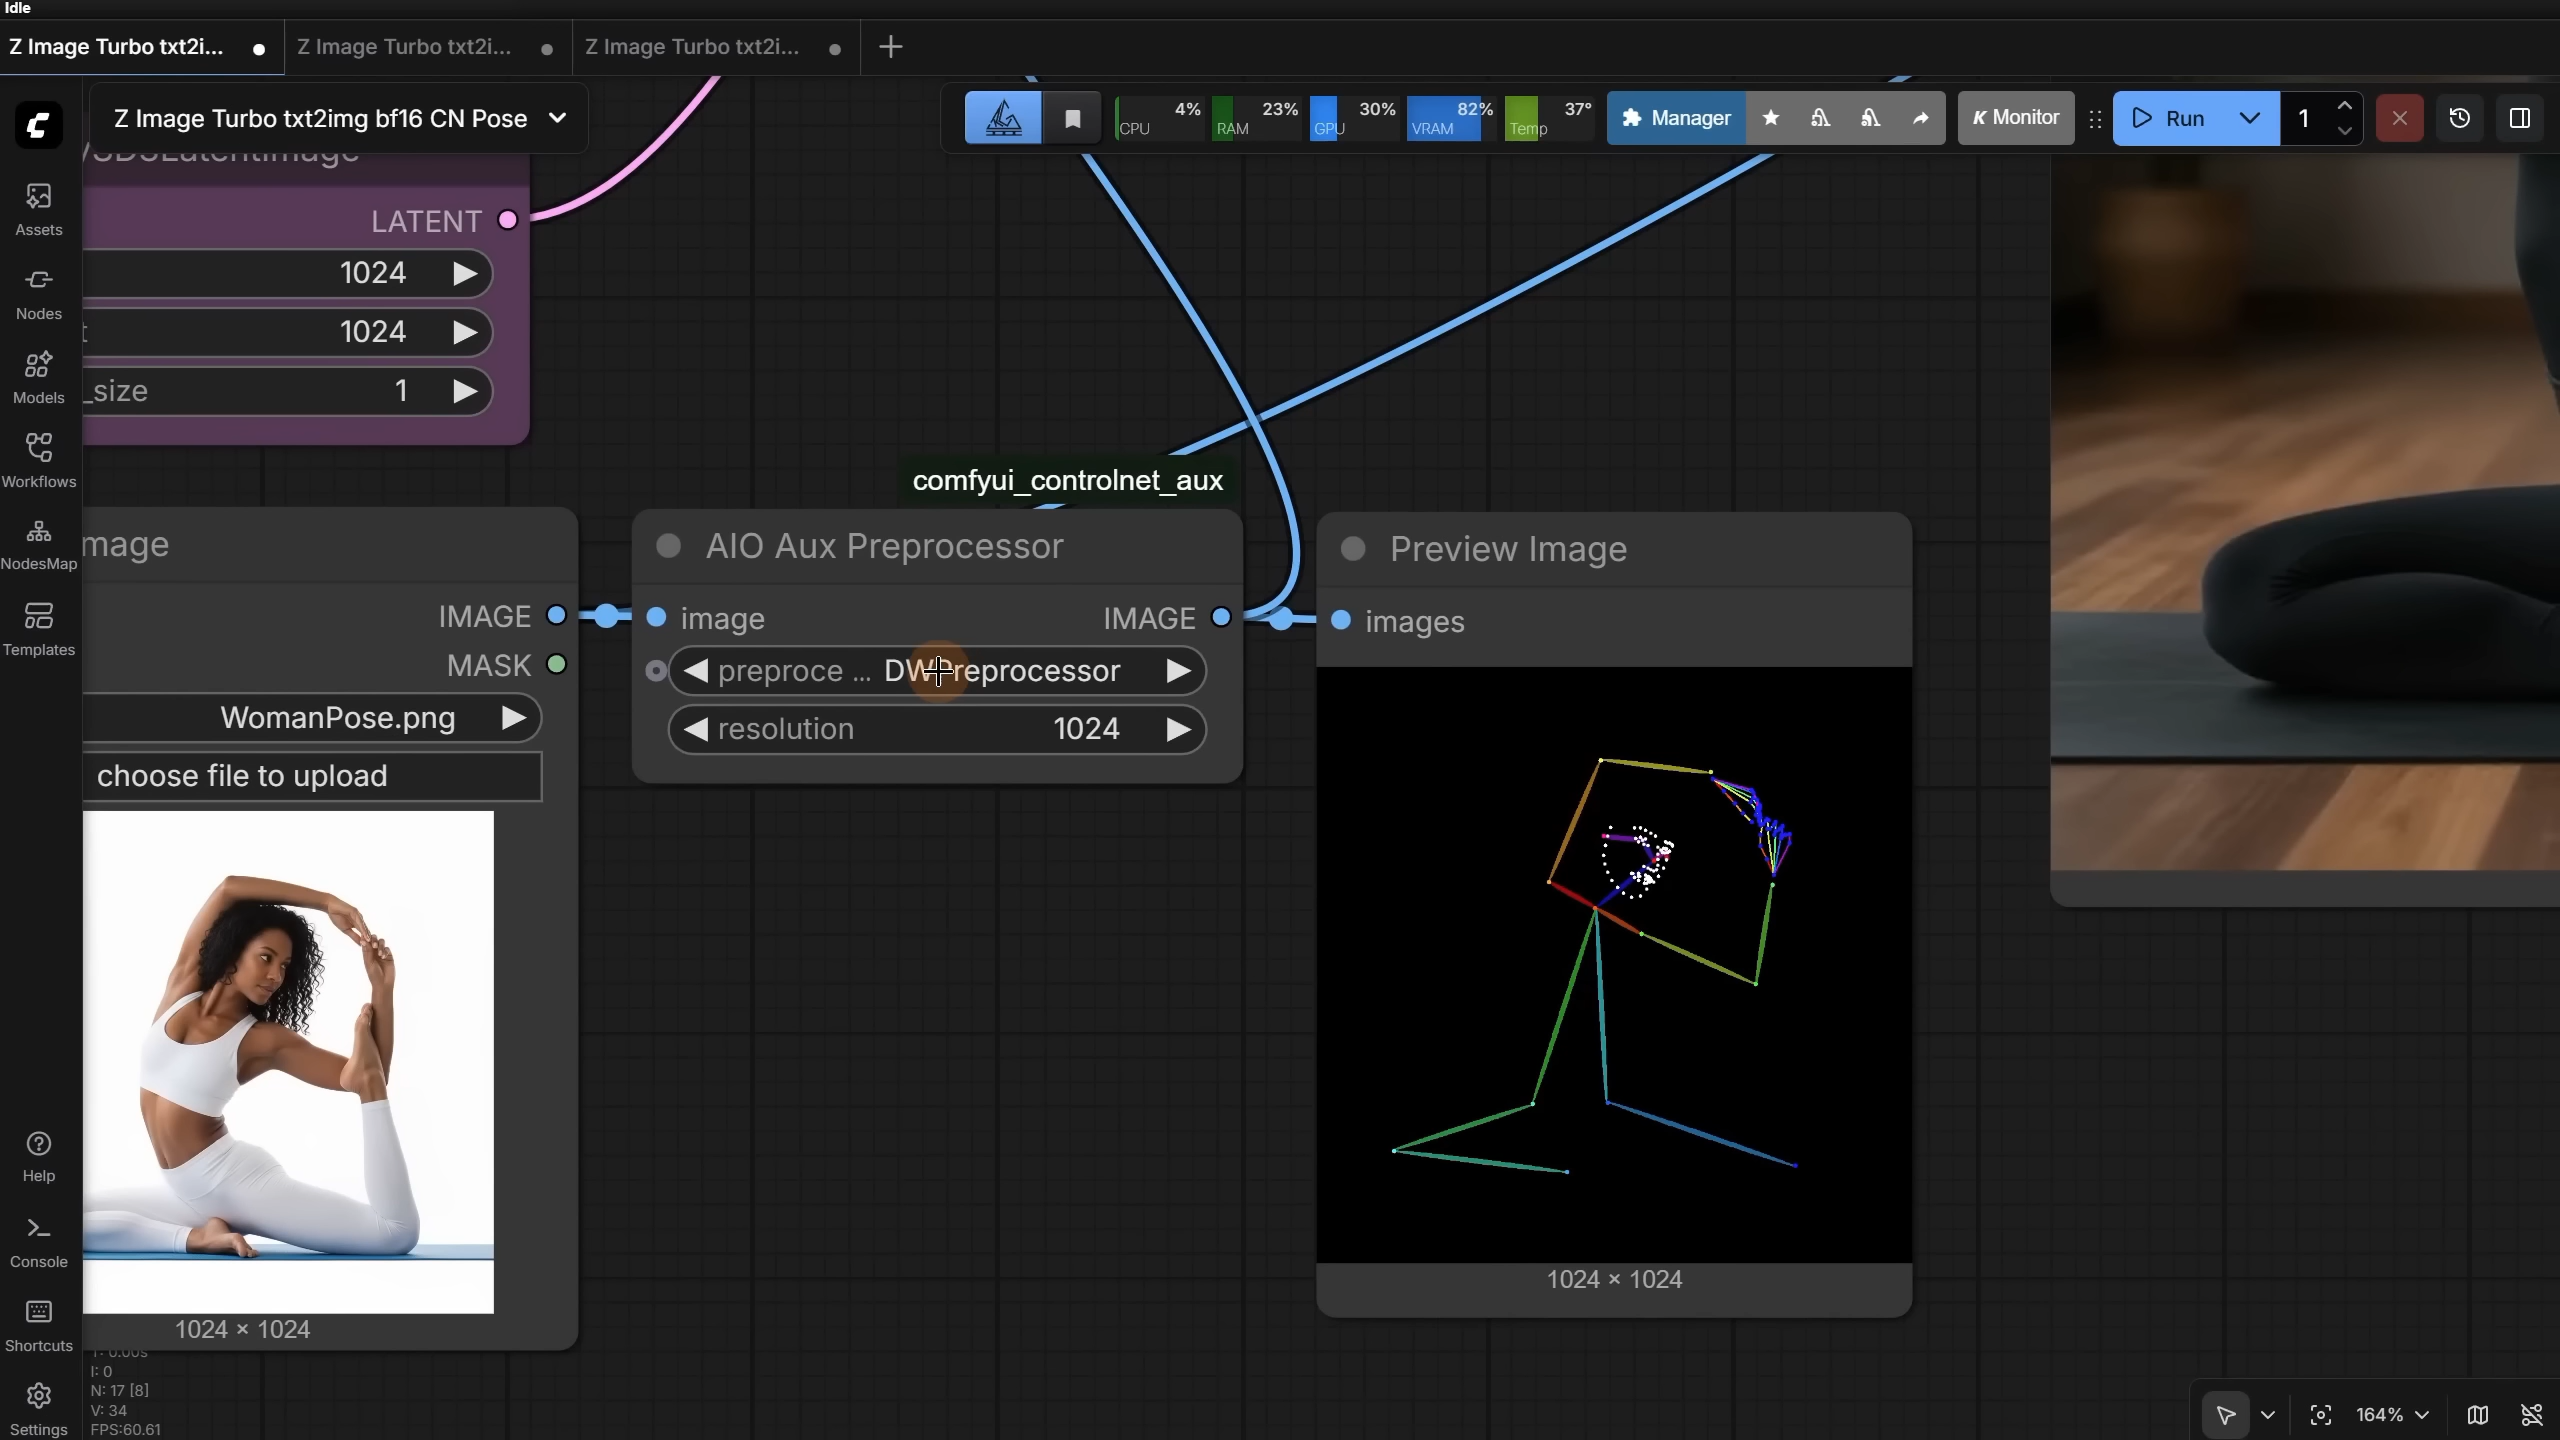 Idle
Z Image Turbo txt2i...
Z Image Turbo txt2i...
Z Image Turbo txt2i...
Z Image Turbo txt2img bf16 CN Pose
CPU 4%
RAM 23%
GPU 30%
VRAM 82%
Temp 37°
Manager
K Monitor
Run
1
Assets
Nodes
Models
Workflows
NodesMap
Templates
Help
Console
Shortcuts
Settings
LATENT
1024
1024
_size 1
mage
IMAGE
MASK
WomanPose.png
choose file to upload
1024 × 1024
comfyui_controlnet_aux
AIO Aux Preprocessor
image IMAGE
preproce ... DWPreprocessor
resolution 1024
Preview Image
images
1024 × 1024
I: 0
N: 17 [8]
V: 34
FPS:60.61
164%